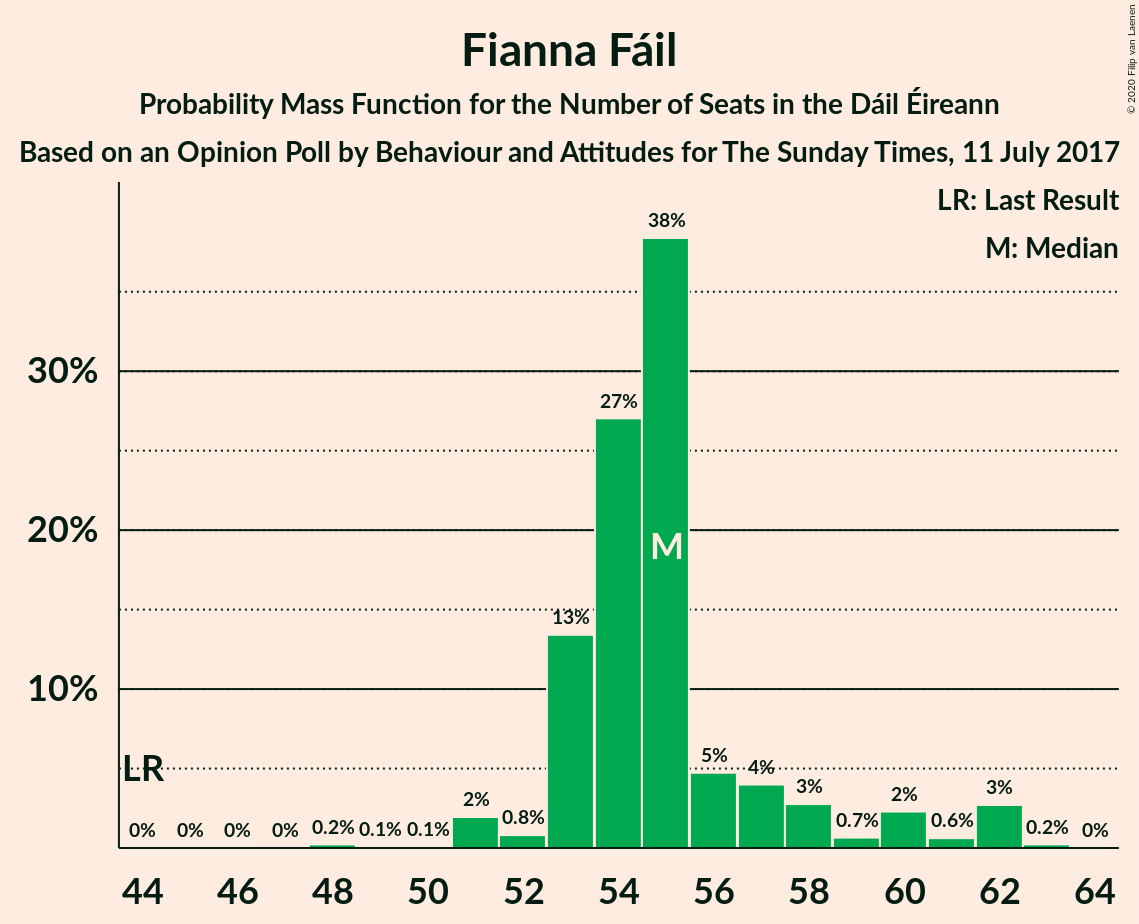 Fianna Fáil
Probability Mass Function for the Number of Seats in the Dáil Éireann
Based on an Opinion Poll by Behaviour and Attitudes for The Sunday Times, 11 July 2017
© 2020 Filip van Laenen
LR: Last Result
M: Median
38%
30%
27%
20%
M
13%
10%
LR
5%
4%
3%
2%
3%
2%
0.8%
0.7%
0.6%
0% 0% 0% 0% 0.2% 0.1% 0.1%
0.2% 0%
44 46 48 50 52 54 56 58 60 62 64